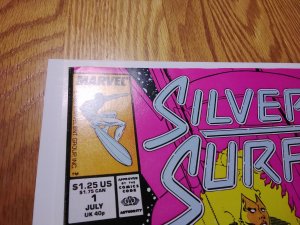 MARVEL
$1.25 US
$1.75 CAN
1
JULY
UK 40p
APPROVED
BY THE
COMICS
CODE
AUTHORITY
SILVER
SURF